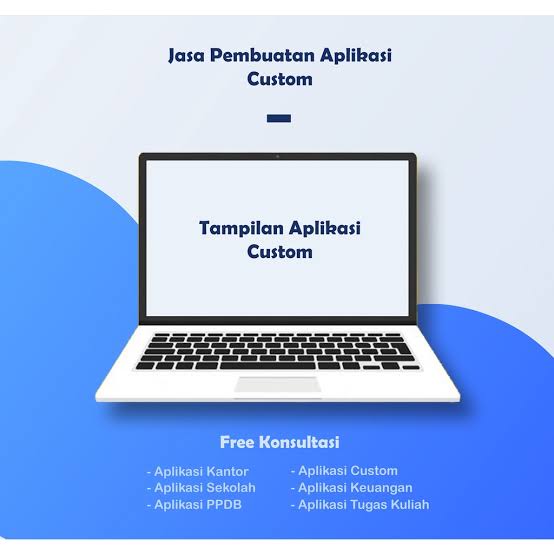 Jasa Pembuatan Aplikasi
Custom
Tampilan Aplikasi
Custom
Free Konsultasi
- Aplikasi Kantor
- Aplikasi Sekolah
- Aplikasi PPDB
- Aplikasi Custom
- Aplikasi Keuangan
- Aplikasi Tugas Kuliah